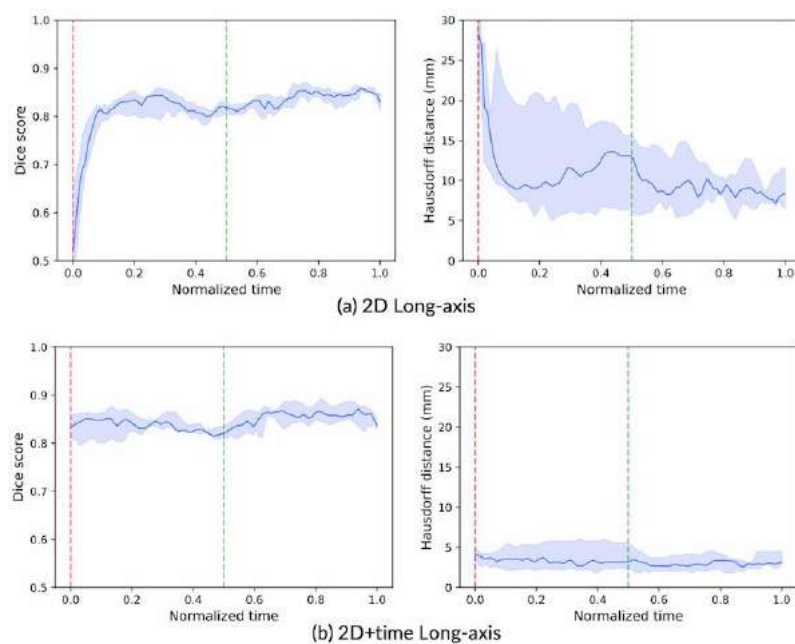 1.0
0.9
0.8
0.7
0.6
0.5
Dice score
0.0 0.2 0.4 0.6 0.8 1.0
Normalized time
30
25
20
15
10
5
0
Hausdorff distance (mm)
0.0 0.2 0.4 0.6 0.8 1.0
Normalized time
(a) 2D Long-axis
1.0
0.9
0.8
0.7
0.6
0.5
Dice score
0.0 0.2 0.4 0.6 0.8 1.0
Normalized time
30
25
20
15
10
5
0
Hausdorff distance (mm)
0.0 0.2 0.4 0.6 0.8 1.0
Normalized time
(b) 2D+time Long-axis